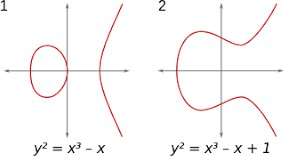 1
2
y² = x³ – x
y² = x³ – x + 1